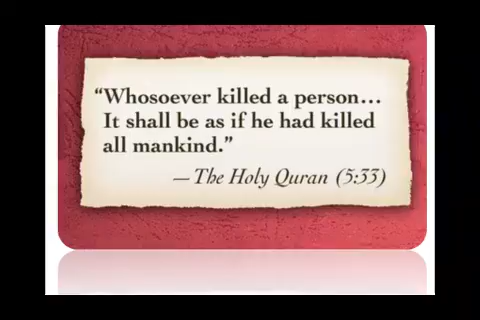 “Whosoever killed a person...
It shall be as if he had killed
all mankind.”
—The Holy Quran (5:33)